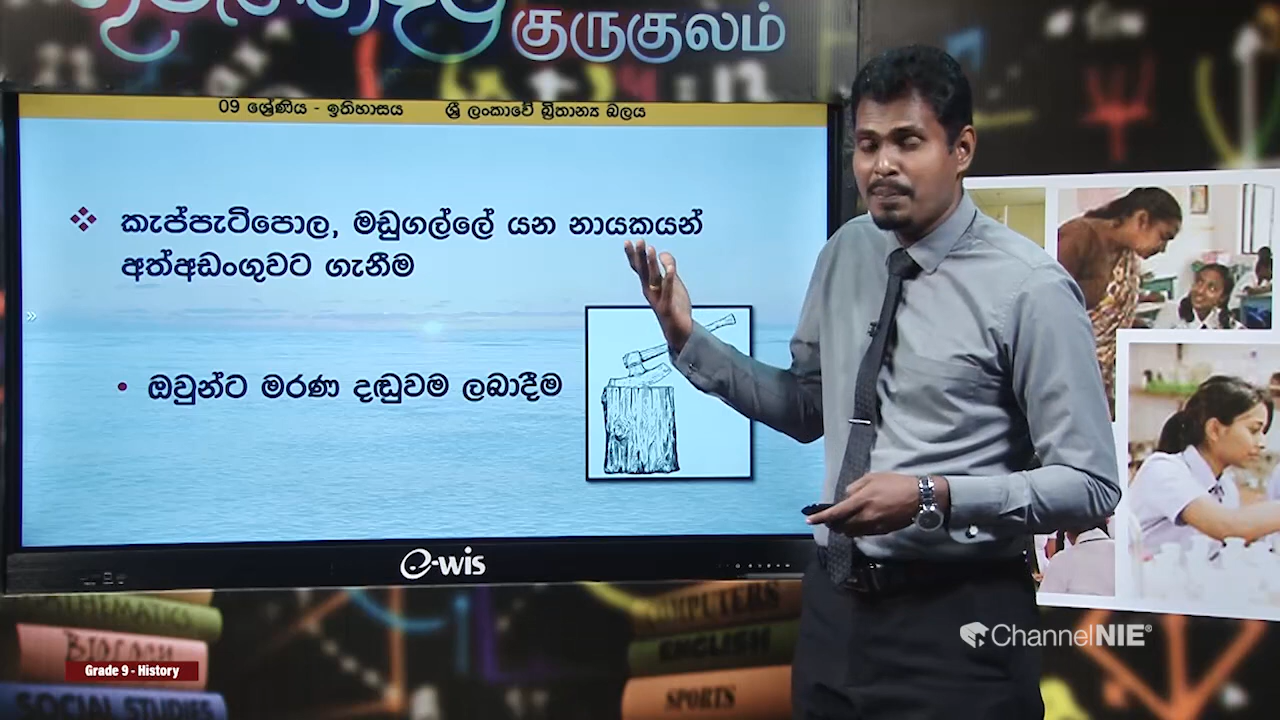 குருகுலம்
09 ශ්‍රේණිය - ඉතිහාසය ශ්‍රී ලංකාවේ බ්‍රිතාන්‍ය බලය
කැප්පැටිපොල, මඩුගල්ලේ යන නායකයන්
අත්අඩංගුවට ගැනීම
ඔවුන්ට මරණ දඬුවම ලබාදීම
e-wis
MATHEMATICS
BIOLOGY
SOCIAL STUDIES
COMPUTERS
ENGLISH
SPORTS
Grade 9 - History
ChannelNIE®